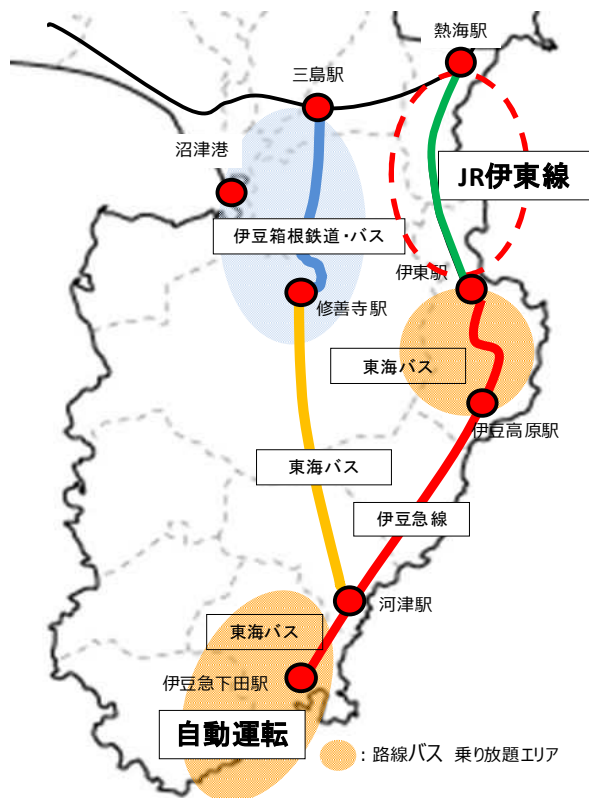 熱海駅
三島駅
沼津港
JR伊東線
伊豆箱根鉄道・バス
伊東駅
修善寺駅
東海バス
伊豆高原駅
東海バス
伊豆急線
河津駅
東海バス
伊豆急下田駅
自動運転
：路線バス 乗り放題エリア